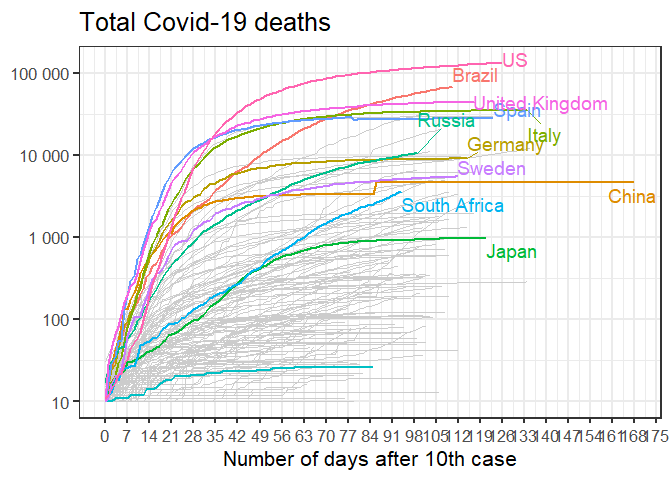 Total Covid-19 deaths
100 000
10 000
1 000
100
10
US
Brazil
United Kingdom
Spain
Russia
Italy
Germany
Sweden
China
South Africa
Japan
0 7 14 21 28 35 42 49 56 63 70 77 84 91 98 105 112 119 126 133 140 147 154 161 168 175
Number of days after 10th case